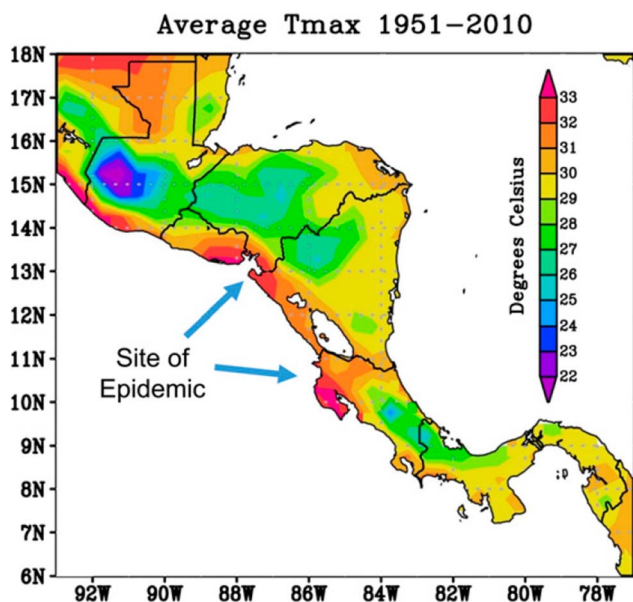 Average Tmax 1951-2010
18N
17N
16N
15N
14N
13N
12N
11N
10N
9N
8N
7N
6N
92W 90W 88W 86W 84W 82W 80W 78W
Site of
Epidemic
Degrees Celsius
33
32
31
30
29
28
27
26
25
24
23
22